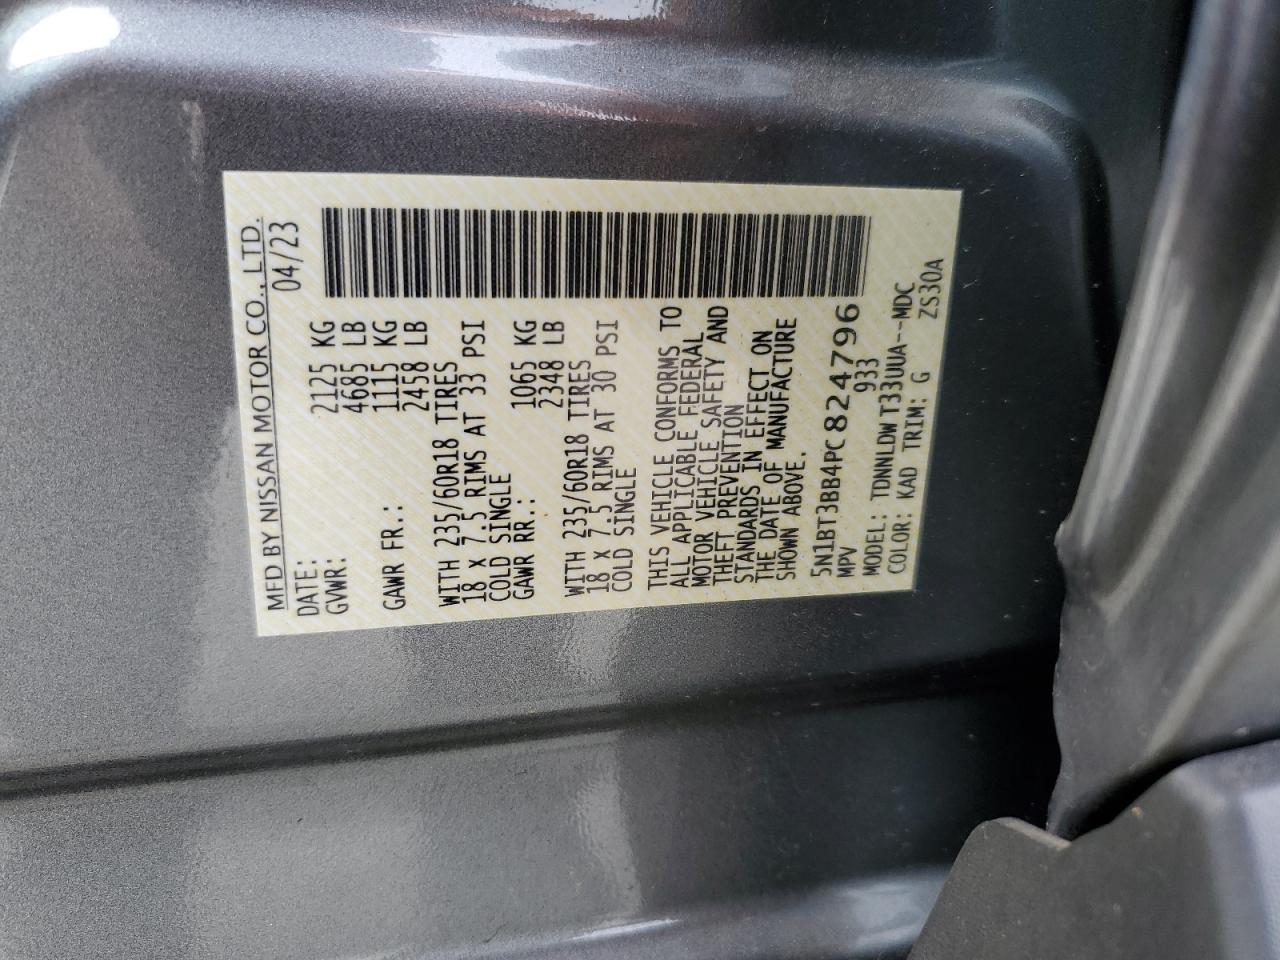 MFD BY NISSAN MOTOR CO., LTD.
DATE: 04/23
GVWR: 2125 KG
4685 LB
GAWR FR.: 1115 KG
2458 LB
WITH 235/60R18 TIRES
18 X 7.5 RIMS AT 33 PSI
COLD SINGLE
GAWR RR.: 1065 KG
2348 LB
WITH 235/60R18 TIRES
18 X 7.5 RIMS AT 30 PSI
COLD SINGLE
THIS VEHICLE CONFORMS TO
ALL APPLICABLE FEDERAL
MOTOR VEHICLE SAFETY AND
THEFT PREVENTION
STANDARDS IN EFFECT ON
THE DATE OF MANUFACTURE
SHOWN ABOVE.
5N1BT3BB4PC824796
MPV 933
MODEL: TDNNLDWT33UUA--MDC
COLOR: KAD TRIM: G ZS30A